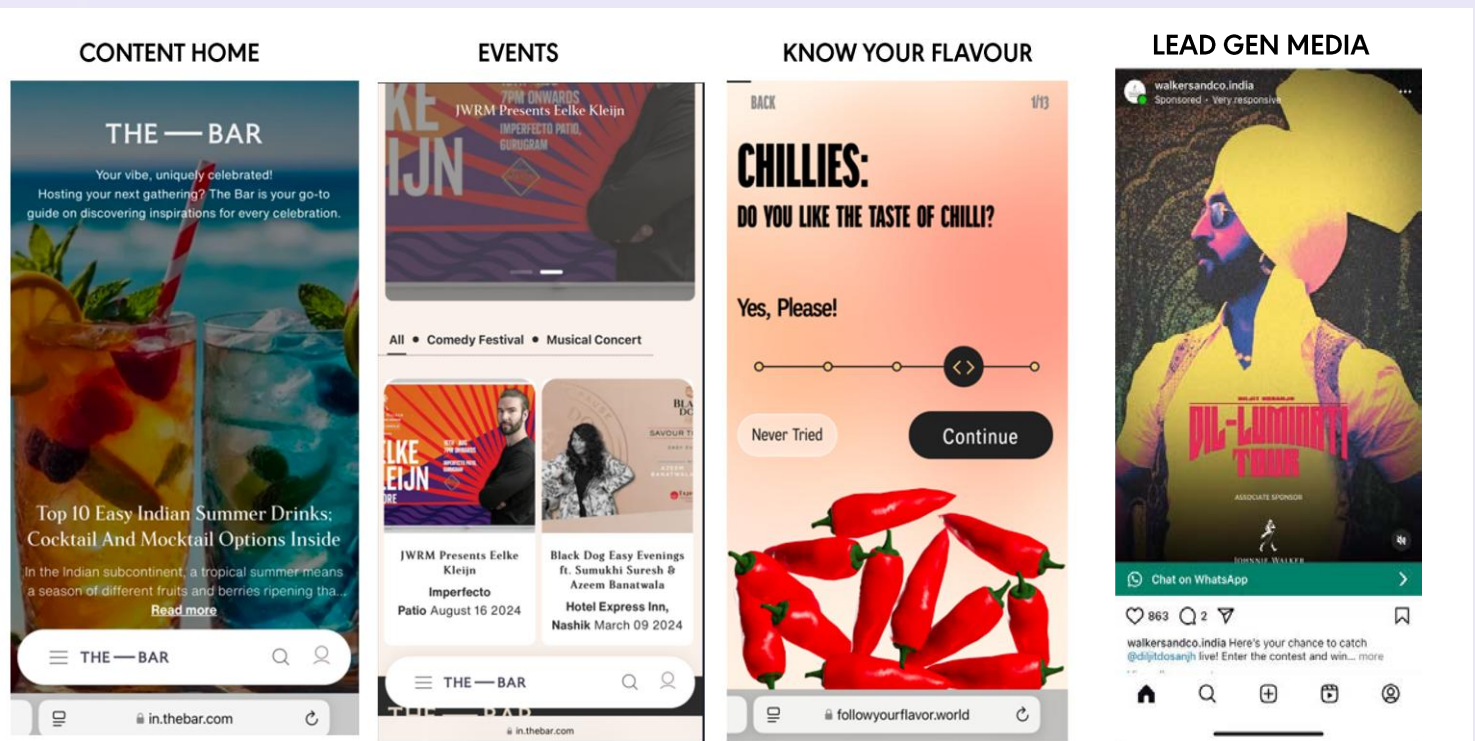 CONTENT HOME
THE — BAR
Your vibe, uniquely celebrated!
Hosting your next gathering? The Bar is your go-to
guide on discovering inspirations for every celebration.
Top 10 Easy Indian Summer Drinks:
Cocktail And Mocktail Options Inside
In the Indian subcontinent, a tropical summer means
a season of different fruits and berries ripening tha...
Read more
THE — BAR
in.thebar.com
EVENTS
7PM ONWARDS
JWRM Presents Eelke Kleijn
IMPERFECTO PATIO,
GURUGRAM
IJN
All • Comedy Festival • Musical Concert
JWRM Presents Eelke
Kleijn
Imperfecto
Patio August 16 2024
SAVOUR
Black Dog Easy Evenings
ft. Sumukhi Suresh &
Azeem Banatwala
Hotel Express Inn,
Nashik March 09 2024
THE — BAR
in.thebar.com
KNOW YOUR FLAVOUR
BACK
1/13
CHILLIES:
DO YOU LIKE THE TASTE OF CHILLI?
Yes, Please!
Never Tried
Continue
followyourflavor.world
LEAD GEN MEDIA
walkersandco.india
Sponsored • Very responsive
DILJIT DOSANJH
DIL-LUMINATI
TOUR
ASSOCIATE SPONSOR
JOHNNIE WALKER
Chat on WhatsApp
863
2
walkersandco.india Here's your chance to catch
@diljitdosanjh live! Enter the contest and win... more